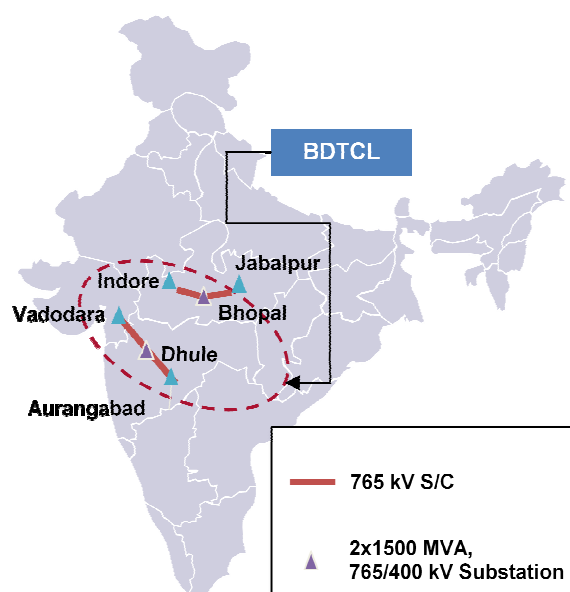 BDTCL
Jabalpur
Indore
Bhopal
Vadodara
Dhule
Aurangabad
765 kV S/C
2x1500 MVA,
765/400 kV Substation